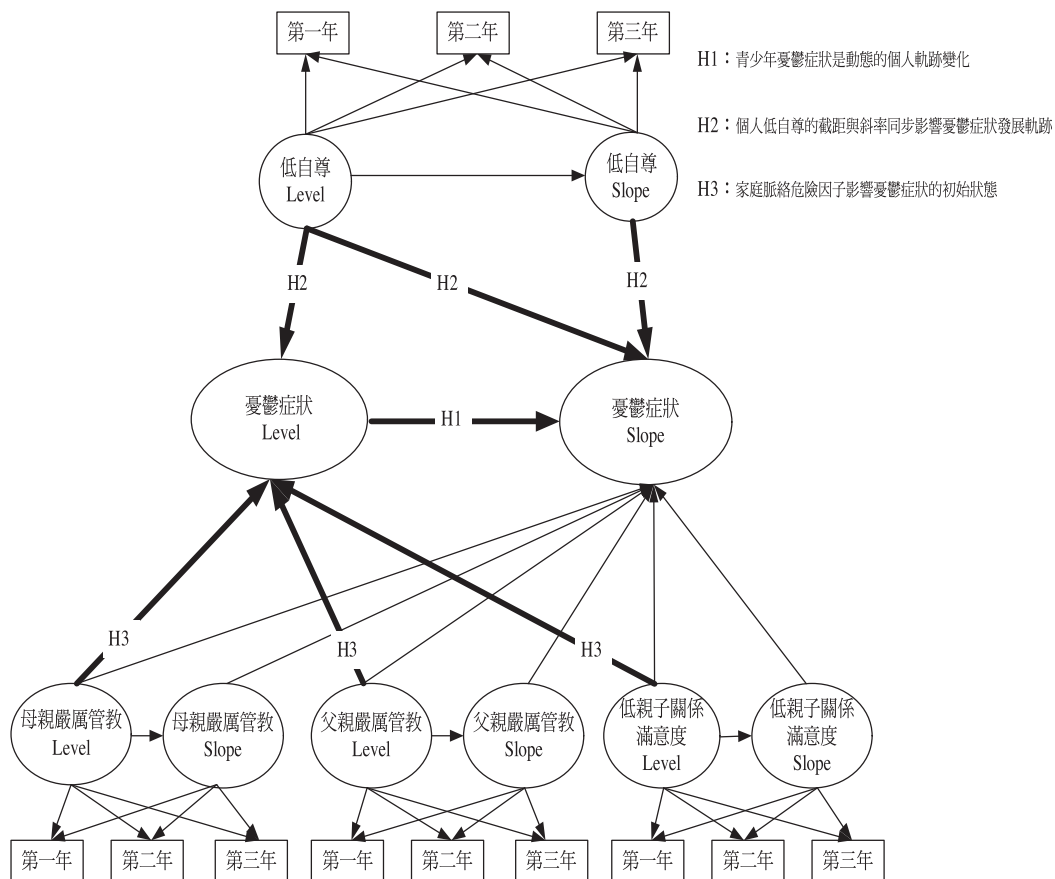 第一年
第二年
第三年
H1：青少年憂鬱症狀是動態的個人軌跡變化
H2：個人低自尊的截距與斜率同步影響憂鬱症狀發展軌跡
H3：家庭脈絡危險因子影響憂鬱症狀的初始狀態
低自尊
Level
低自尊
Slope
H2
H2
H2
憂鬱症狀
Level
H1
憂鬱症狀
Slope
H3
H3
H3
母親嚴厲管教
Level
母親嚴厲管教
Slope
父親嚴厲管教
Level
父親嚴厲管教
Slope
低親子關係
滿意度
Level
低親子關係
滿意度
Slope
第一年
第二年
第三年
第一年
第二年
第三年
第一年
第二年
第三年